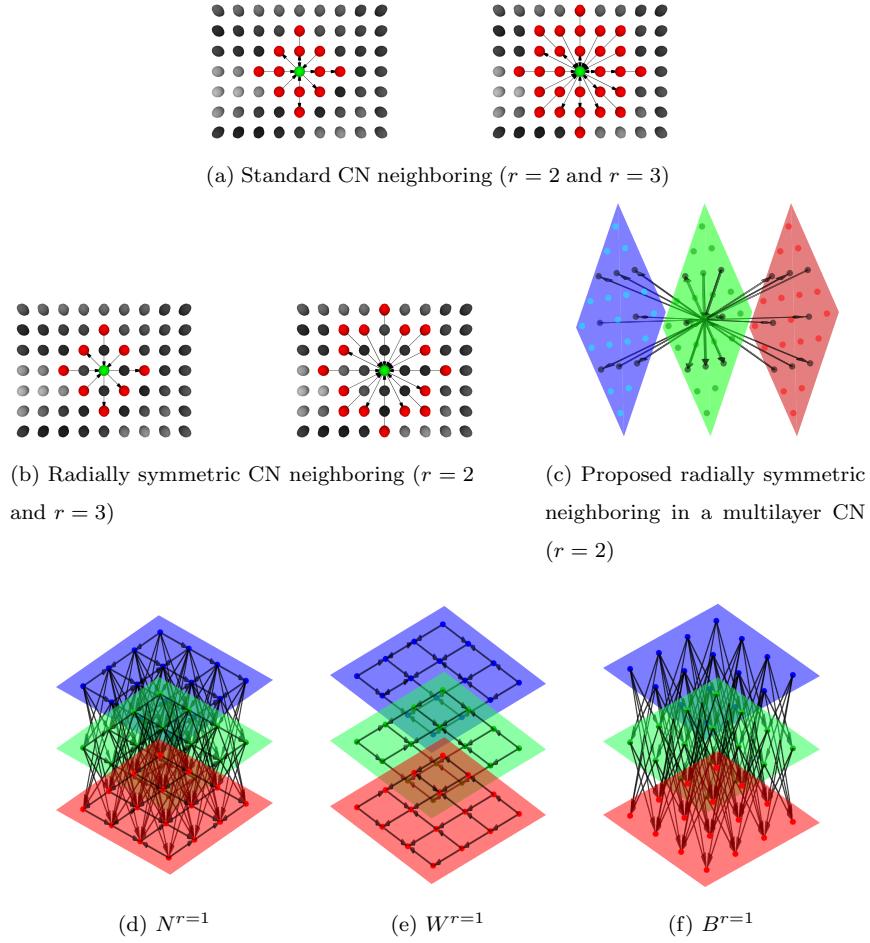 (a) Standard CN neighboring (r = 2 and r = 3)
(b) Radially symmetric CN neighboring (r = 2
and r = 3)
(c) Proposed radially symmetric
neighboring in a multilayer CN
(r = 2)
(d) N^{r=1}
(e) W^{r=1}
(f) B^{r=1}